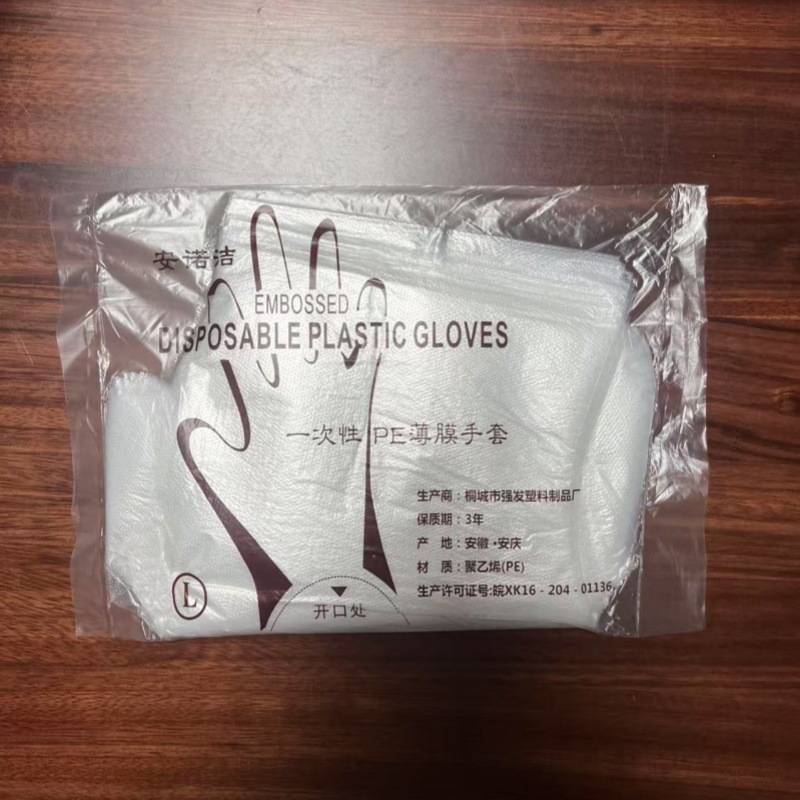 安诺洁
EMBOSSED
DISPOSABLE PLASTIC GLOVES
一次性 PE薄膜手套
生产商：桐城市强发塑料制品厂
保质期：3年
产 地：安徽·安庆
材 质：聚乙烯(PE)
生产许可证号:皖XK16 - 204 - 01136
L
开口处